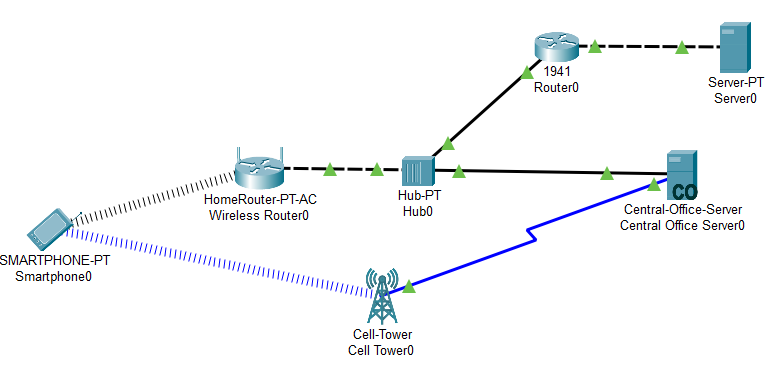 1941
Router0
Server-PT
Server0
HomeRouter-PT-AC
Wireless Router0
Hub-PT
Hub0
CO
Central-Office-Server
Central Office Server0
SMARTPHONE-PT
Smartphone0
Cell-Tower
Cell Tower0